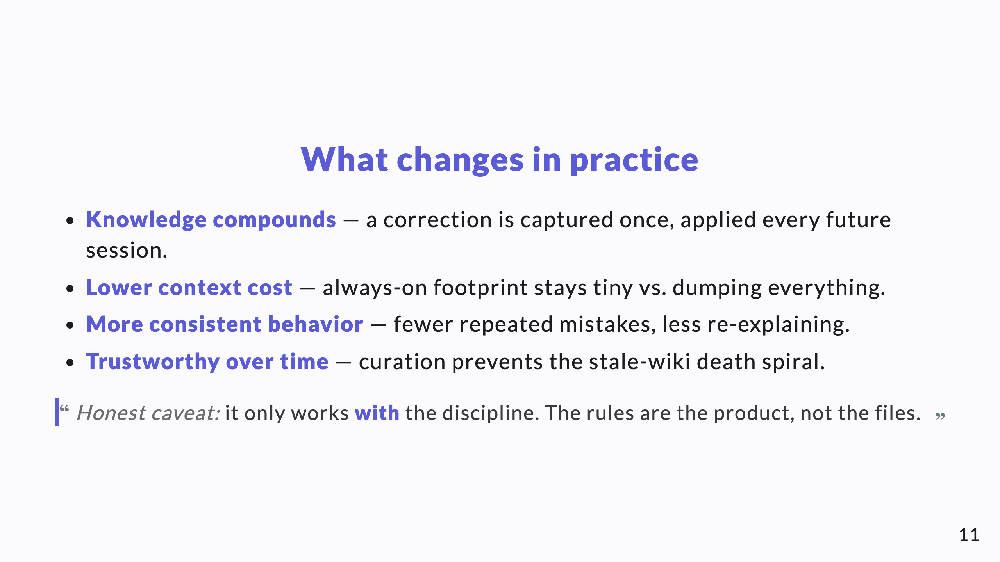 What changes in practice
• Knowledge compounds — a correction is captured once, applied every future
session.
• Lower context cost — always-on footprint stays tiny vs. dumping everything.
• More consistent behavior — fewer repeated mistakes, less re-explaining.
• Trustworthy over time — curation prevents the stale-wiki death spiral.
“ Honest caveat: it only works with the discipline. The rules are the product, not the files. ”
11